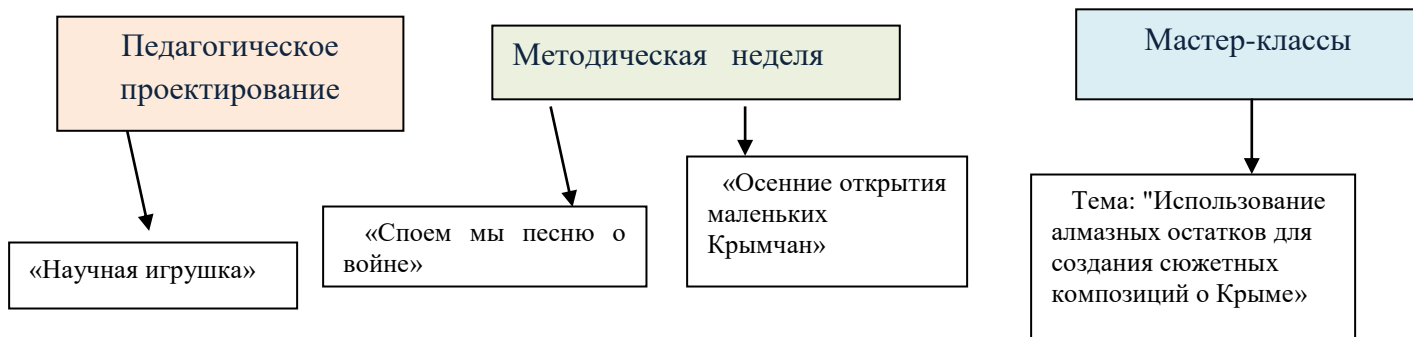 Педагогическое
проектирование
«Научная игрушка»
Методическая неделя
«Споем мы песню о
войне»
«Осенние открытия
маленьких
Крымчан»
Мастер-классы
Тема: "Использование
алмазных остатков для
создания сюжетных
композиций о Крыме»